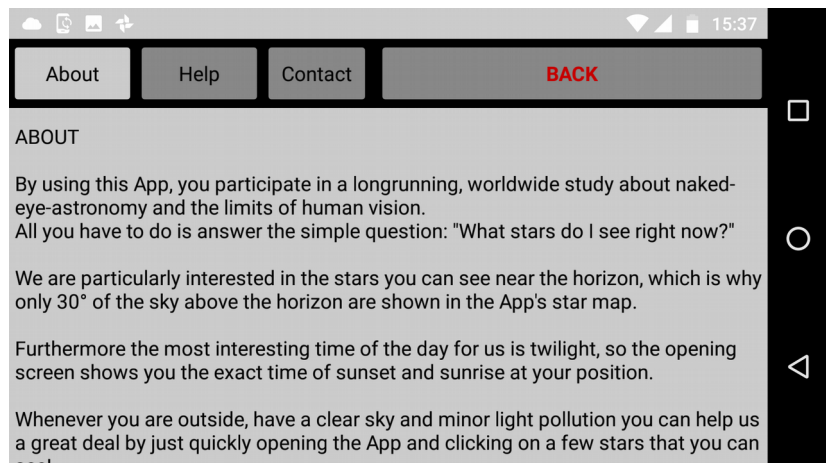 15:37
About Help Contact BACK
ABOUT
By using this App, you participate in a longrunning, worldwide study about naked-
eye-astronomy and the limits of human vision.
All you have to do is answer the simple question: "What stars do I see right now?"
We are particularly interested in the stars you can see near the horizon, which is why
only 30° of the sky above the horizon are shown in the App's star map.
Furthermore the most interesting time of the day for us is twilight, so the opening
screen shows you the exact time of sunset and sunrise at your position.
Whenever you are outside, have a clear sky and minor light pollution you can help us
a great deal by just quickly opening the App and clicking on a few stars that you can